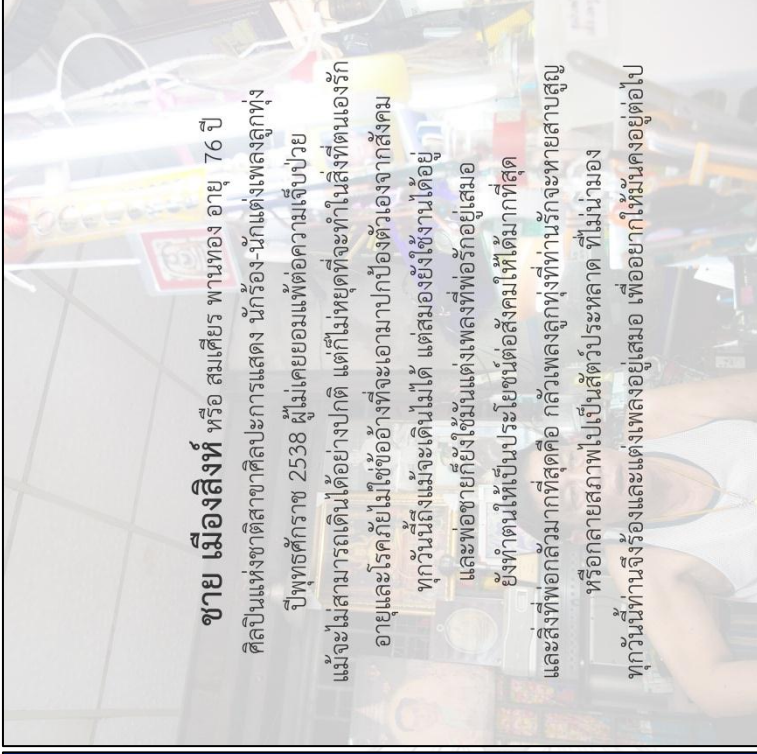 ชาย เมืองสิงห์ หรือ สมเศียร พานทอง อายุ 76 ปี
ศิลปินแห่งชาติสาขาศิลปะการแสดง นักร้อง-นักแต่งเพลงลูกทุ่ง
ปีพุทธศักราช 2538 ผู้ไม่เคยยอมแพ้ต่อความเจ็บป่วย
แม้จะไม่สามารถเดินได้อย่างปกติ แต่ก็ไม่หยุดที่จะทำในสิ่งที่ตนเองรัก
อายุและโรคภัยไม่ใช่ข้ออ้างที่จะเอามาปกป้องตัวเองจากสังคม
ทุกวันนี้ถึงแม้จะเดินไม่ได้ แต่สมองยังใช้งานได้อยู่
และพ่อชายก็ยังใช้มันแต่งเพลงที่พ่อรักอยู่เสมอ
ยังทำตนให้เป็นประโยชน์ต่อสังคมให้ได้มากที่สุด
และสิ่งที่พ่อกลัวมากที่สุดคือ กลัวเพลงลูกทุ่งที่ท่านรักจะหายสาบสูญ
หรือกลายสภาพไปเป็นสัตว์ประหลาด ที่ไม่น่ามอง
ทุกวันนี้ท่านจึงร้องและแต่งเพลงอยู่เสมอ เพื่ออยากให้มันคงอยู่ต่อไป